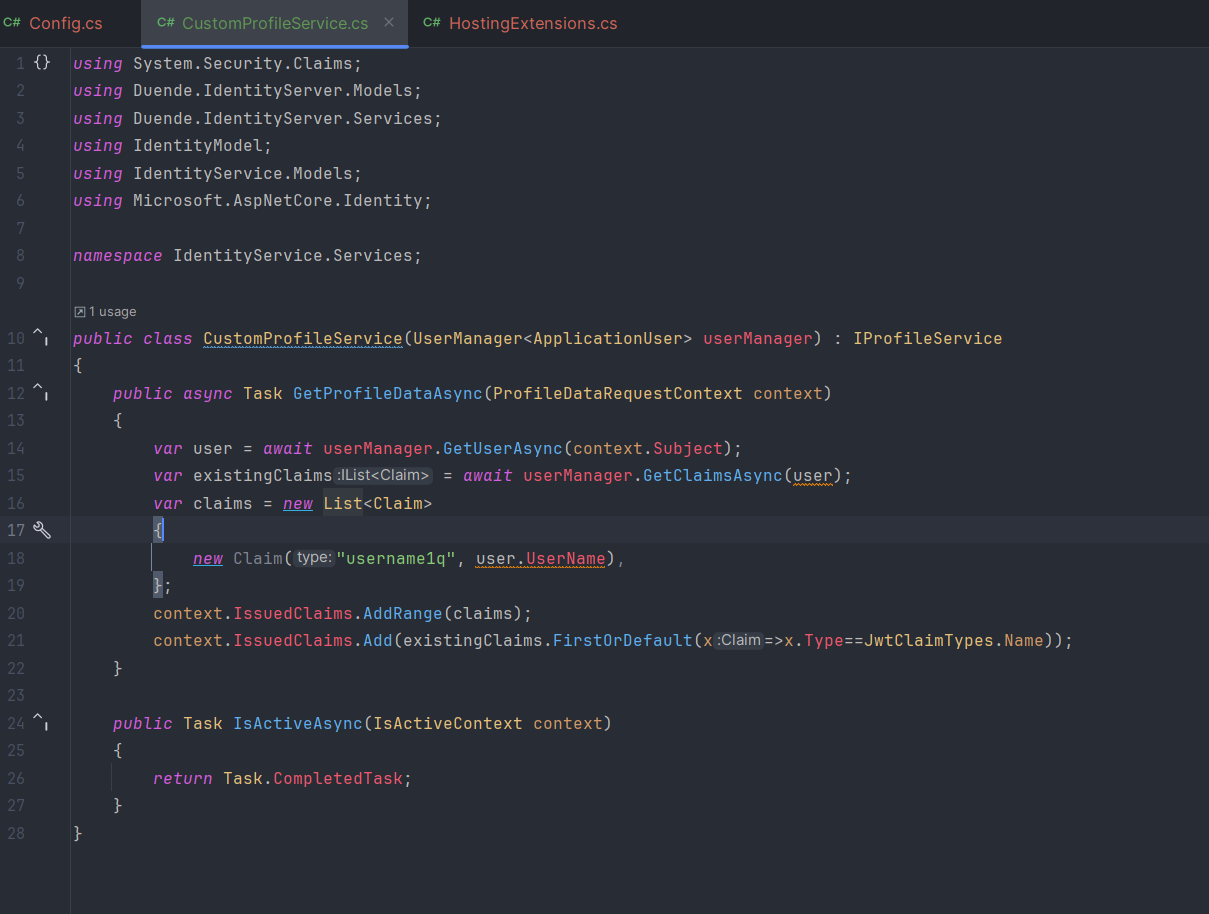 C# Config.cs C# CustomProfileService.cs × C# HostingExtensions.cs
1 {} using System.Security.Claims;
2 using Duende.IdentityServer.Models;
3 using Duende.IdentityServer.Services;
4 using IdentityModel;
5 using IdentityService.Models;
6 using Microsoft.AspNetCore.Identity;
7
8 namespace IdentityService.Services;
9
1 usage
10 public class CustomProfileService(UserManager<ApplicationUser> userManager) : IProfileService
11 {
12     public async Task GetProfileDataAsync(ProfileDataRequestContext context)
13     {
14         var user = await userManager.GetUserAsync(context.Subject);
15         var existingClaims :IList<Claim> = await userManager.GetClaimsAsync(user);
16         var claims = new List<Claim>
17         {
18             new Claim( type: "username1q", user.UserName),
19         };
20         context.IssuedClaims.AddRange(claims);
21         context.IssuedClaims.Add(existingClaims.FirstOrDefault(x :Claim =>x.Type==JwtClaimTypes.Name));
22     }
23
24     public Task IsActiveAsync(IsActiveContext context)
25     {
26         return Task.CompletedTask;
27     }
28 }